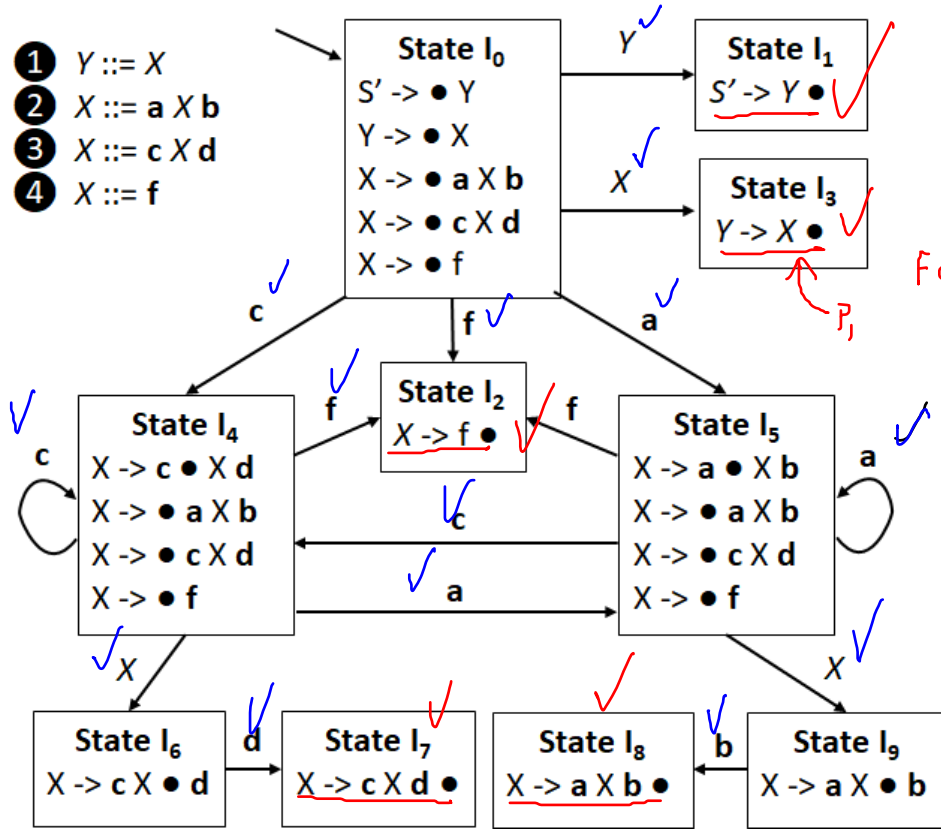 1 Y ::= X
2 X ::= a X b
3 X ::= c X d
4 X ::= f
State I₀
S' -> ● Y
Y -> ● X
X -> ● a X b
X -> ● c X d
X -> ● f
Y
State I₁
S' -> Y ●
X
State I₃
Y -> X ●
P₁
c
f
a
State I₂
X -> f ●
f
f
State I₄
X -> c ● X d
X -> ● a X b
X -> ● c X d
X -> ● f
c
State I₅
X -> a ● X b
X -> ● a X b
X -> ● c X d
X -> ● f
a
c
a
X
X
State I₆
X -> c X ● d
d
State I₇
X -> c X d ●
State I₈
X -> a X b ●
b
State I₉
X -> a X ● b